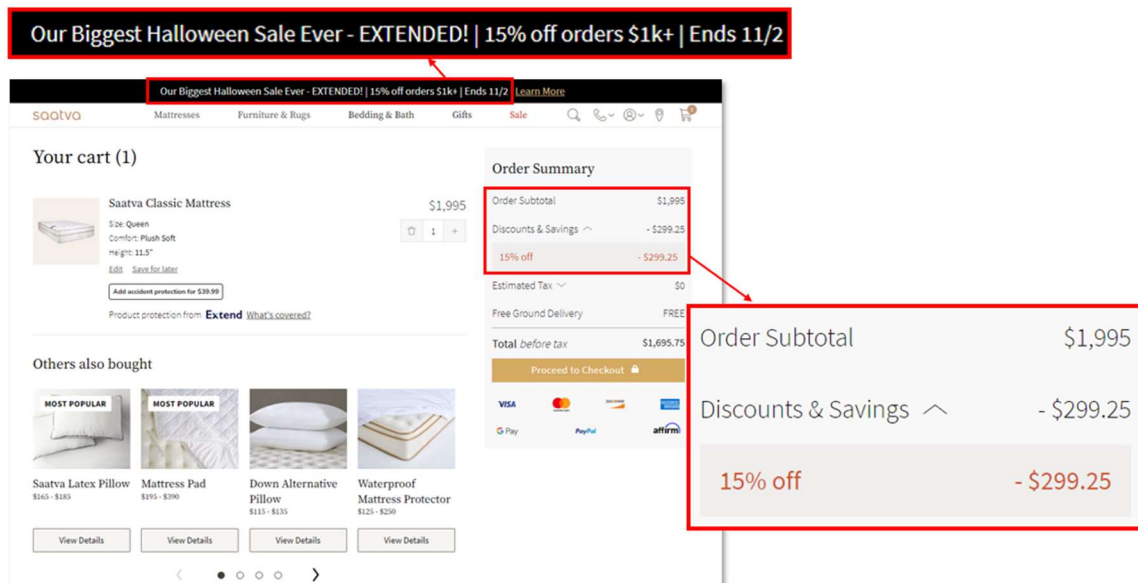 Our Biggest Halloween Sale Ever - EXTENDED! | 15% off orders $1k+ | Ends 11/2
Our Biggest Halloween Sale Ever - EXTENDED! | 15% off orders $1k+ | Ends 11/2 Learn More
saatva Mattresses Furniture & Rugs Bedding & Bath Gifts Sale
Your cart (1)
Saatva Classic Mattress $1,995
Size: Queen
Comfort: Plush Soft
Height: 11.5"
1 +
Edit Save for later
Add accident protection for $39.99
Product protection from Extend What's covered?
Order Summary
Order Subtotal $1,995
Discounts & Savings - $299.25
15% off - $299.25
Estimated Tax $0
Free Ground Delivery FREE
Total before tax $1,695.75
Proceed to Checkout
VISA
G Pay PayPal affirm
Others also bought
MOST POPULAR MOST POPULAR
Saatva Latex Pillow
$165 - $185
Mattress Pad
$195 - $390
Down Alternative
Pillow
$115 - $135
Waterproof
Mattress Protector
$125 - $250
View Details View Details View Details View Details
Order Subtotal $1,995
Discounts & Savings - $299.25
15% off - $299.25